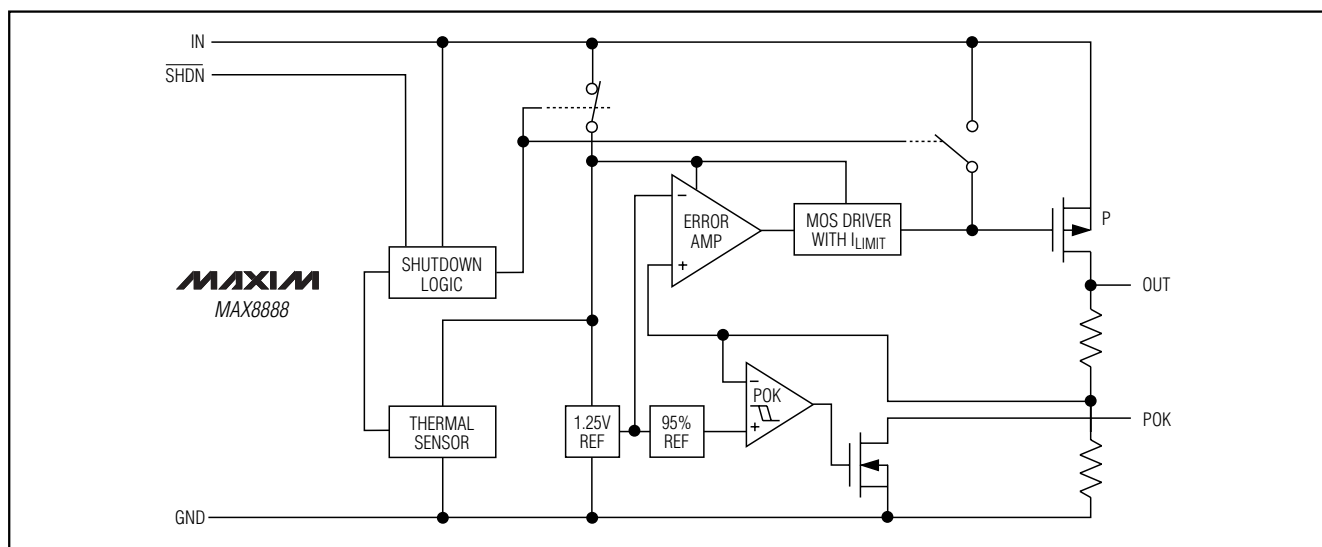 IN
SHDN
ERROR
AMP
−
+
MOS DRIVER
WITH ILIMIT
P
SHUTDOWN
LOGIC
MAXIM
MAX8888
OUT
THERMAL
SENSOR
1.25V
REF
95%
REF
−
POK
+
POK
GND